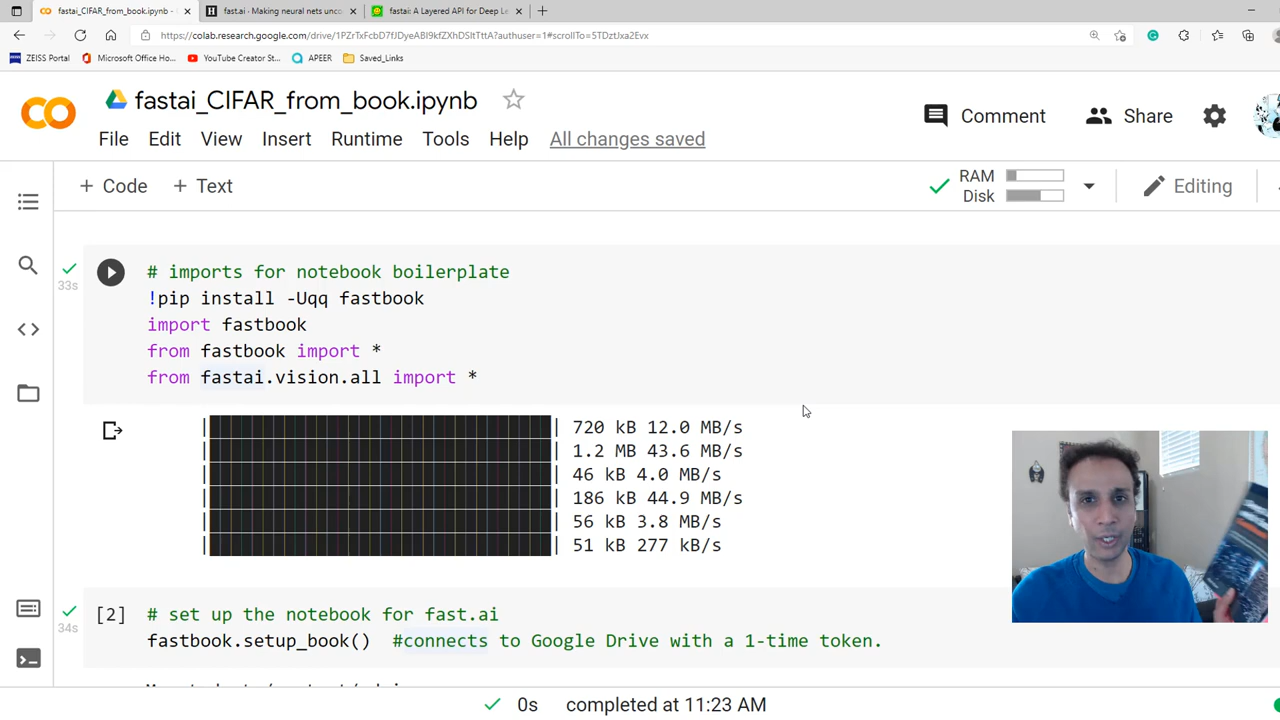 fastai_CIFAR_from_book.ipynb -
fast.ai · Making neural nets unco
fastai: A Layered API for Deep Le
https://colab.research.google.com/drive/1PZrTxFcbD7fJDyeABI9kfZXhDSltTttA?authuser=1#scrollTo=5TDztJxa2Evx
ZEISS Portal
Microsoft Office Ho...
YouTube Creator St...
APEER
Saved_Links
fastai_CIFAR_from_book.ipynb
Comment
Share
File Edit View Insert Runtime Tools Help All changes saved
+ Code + Text
RAM
Disk
Editing
33s
# imports for notebook boilerplate
!pip install -Uqq fastbook
import fastbook
from fastbook import *
from fastai.vision.all import *
720 kB 12.0 MB/s
1.2 MB 43.6 MB/s
46 kB 4.0 MB/s
186 kB 44.9 MB/s
56 kB 3.8 MB/s
51 kB 277 kB/s
34s
[2] # set up the notebook for fast.ai
fastbook.setup_book() #connects to Google Drive with a 1-time token.
0s completed at 11:23 AM